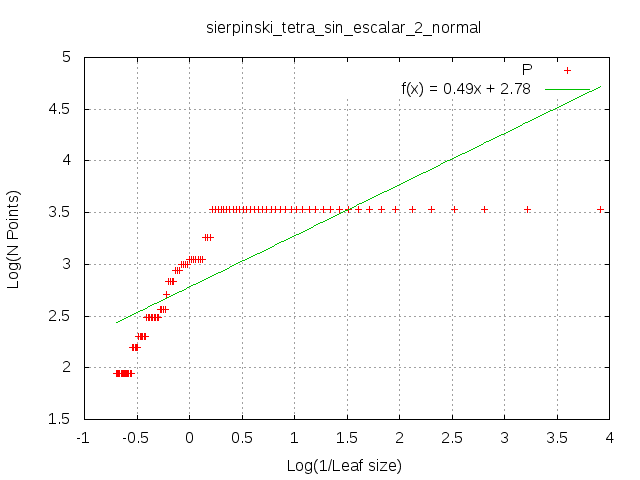 sierpinski_tetra_sin_escalar_2_normal
Log(N Points)
5
4.5
4
3.5
3
2.5
2
1.5
P
f(x) = 0.49x + 2.78
-1 -0.5 0 0.5 1 1.5 2 2.5 3 3.5 4
Log(1/Leaf size)